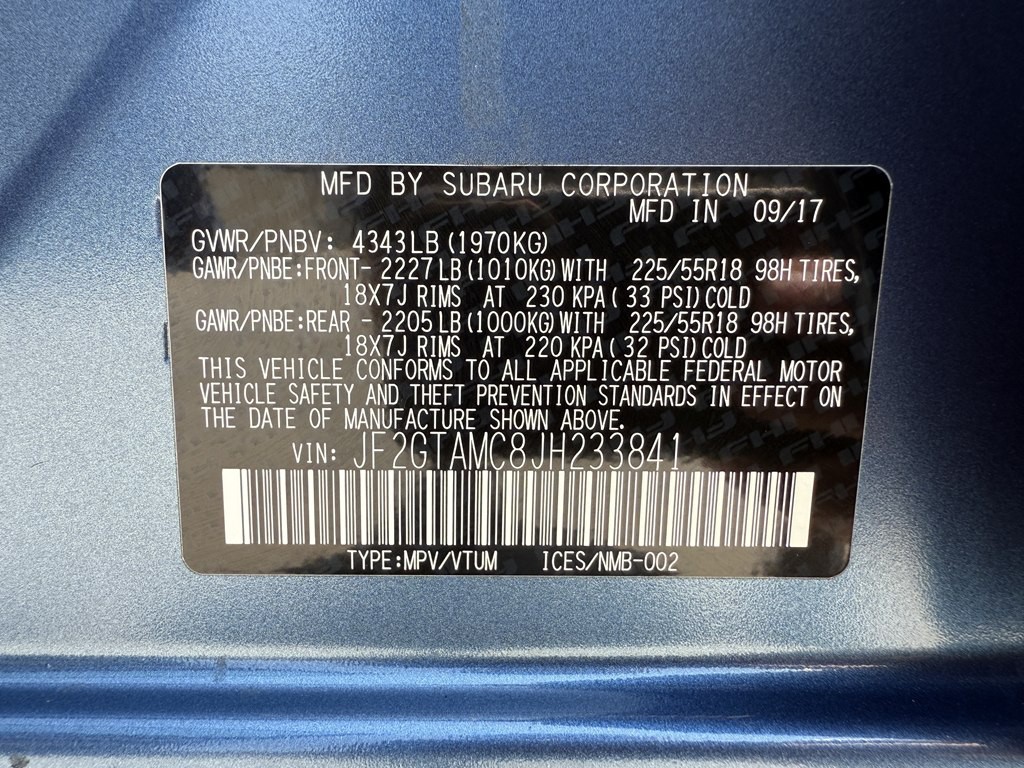 MFD BY SUBARU CORPORATION
MFD IN 09/17
GVWR/PNBV: 4343LB(1970KG)
GAWR/PNBE:FRONT- 2227LB(1010KG)WITH 225/55R18 98H TIRES,
18X7J RIMS AT 230 KPA(33 PSI)COLD
GAWR/PNBE:REAR - 2205LB(1000KG)WITH 225/55R18 98H TIRES,
18X7J RIMS AT 220 KPA(32 PSI)COLD
THIS VEHICLE CONFORMS TO ALL APPLICABLE FEDERAL MOTOR
VEHICLE SAFETY AND THEFT PREVENTION STANDARDS IN EFFECT ON
THE DATE OF MANUFACTURE SHOWN ABOVE.
VIN: JF2GTAMC8JH233841
TYPE:MPV/VTUM ICES/NMB-002